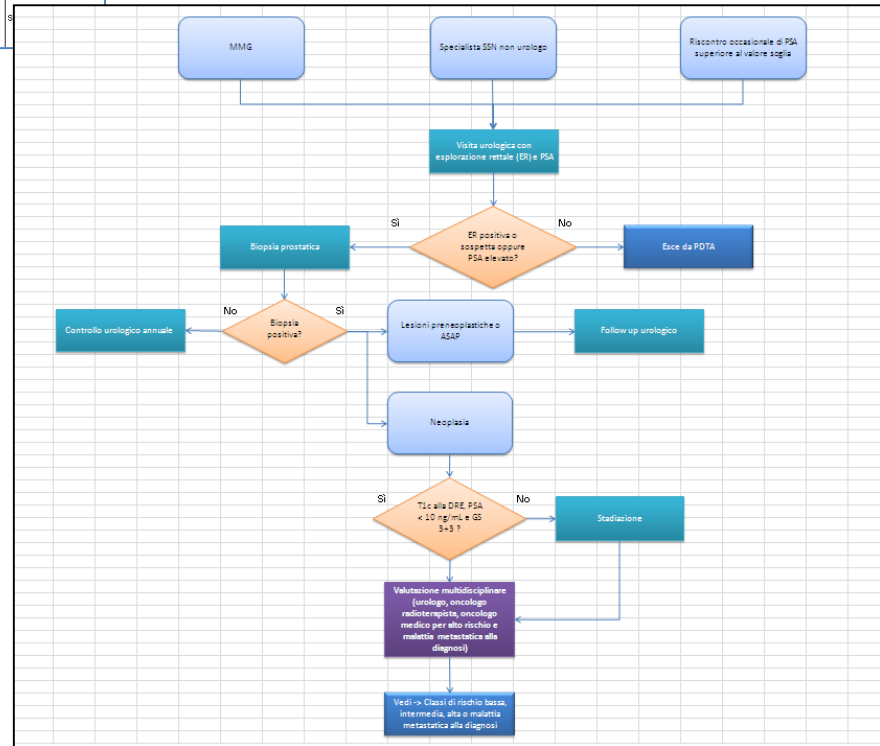 s
MMG
Specialista SSN non urologo
Riscontro occasionale di PSA
superiore al valore soglia
Visita urologica con
esplorazione rettale (ER) e PSA
Sì
No
ER positiva o
sospetta oppure
PSA elevato?
Biopsia prostatica
Esce da PDTA
No
Sì
Controllo urologico annuale
Biopsia
positiva?
Lesioni preneoplastiche o
ASAP
Follow up urologico
Neoplasia
Sì
No
T1c alla DRE, PSA
< 10 ng/mL e GS
3+3 ?
Stadiazione
Valutazione multidisciplinare
(urologo, oncologo
radioterapista, oncologo
medico per alto rischio e
malattia metastatica alla
diagnosi)
Vedi -> Classi di rischio bassa,
intermedia, alta o malattia
metastatica alla diagnosi